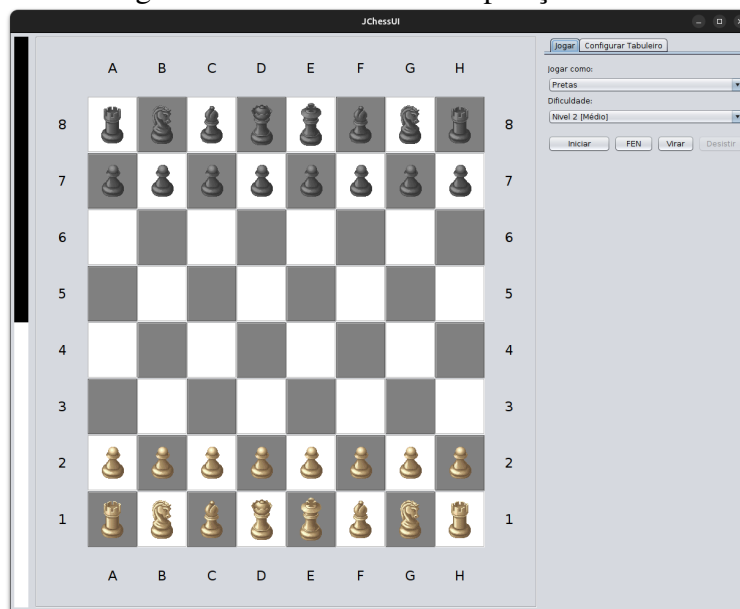 JChessUI
Jogar Configurar Tabuleiro
Jogar como:
Pretas
Dificuldade:
Nivel 2 [Médio]
Iniciar FEN Virar Desistir
A B C D E F G H
8 8
7 7
6 6
5 5
4 4
3 3
2 2
1 1
A B C D E F G H